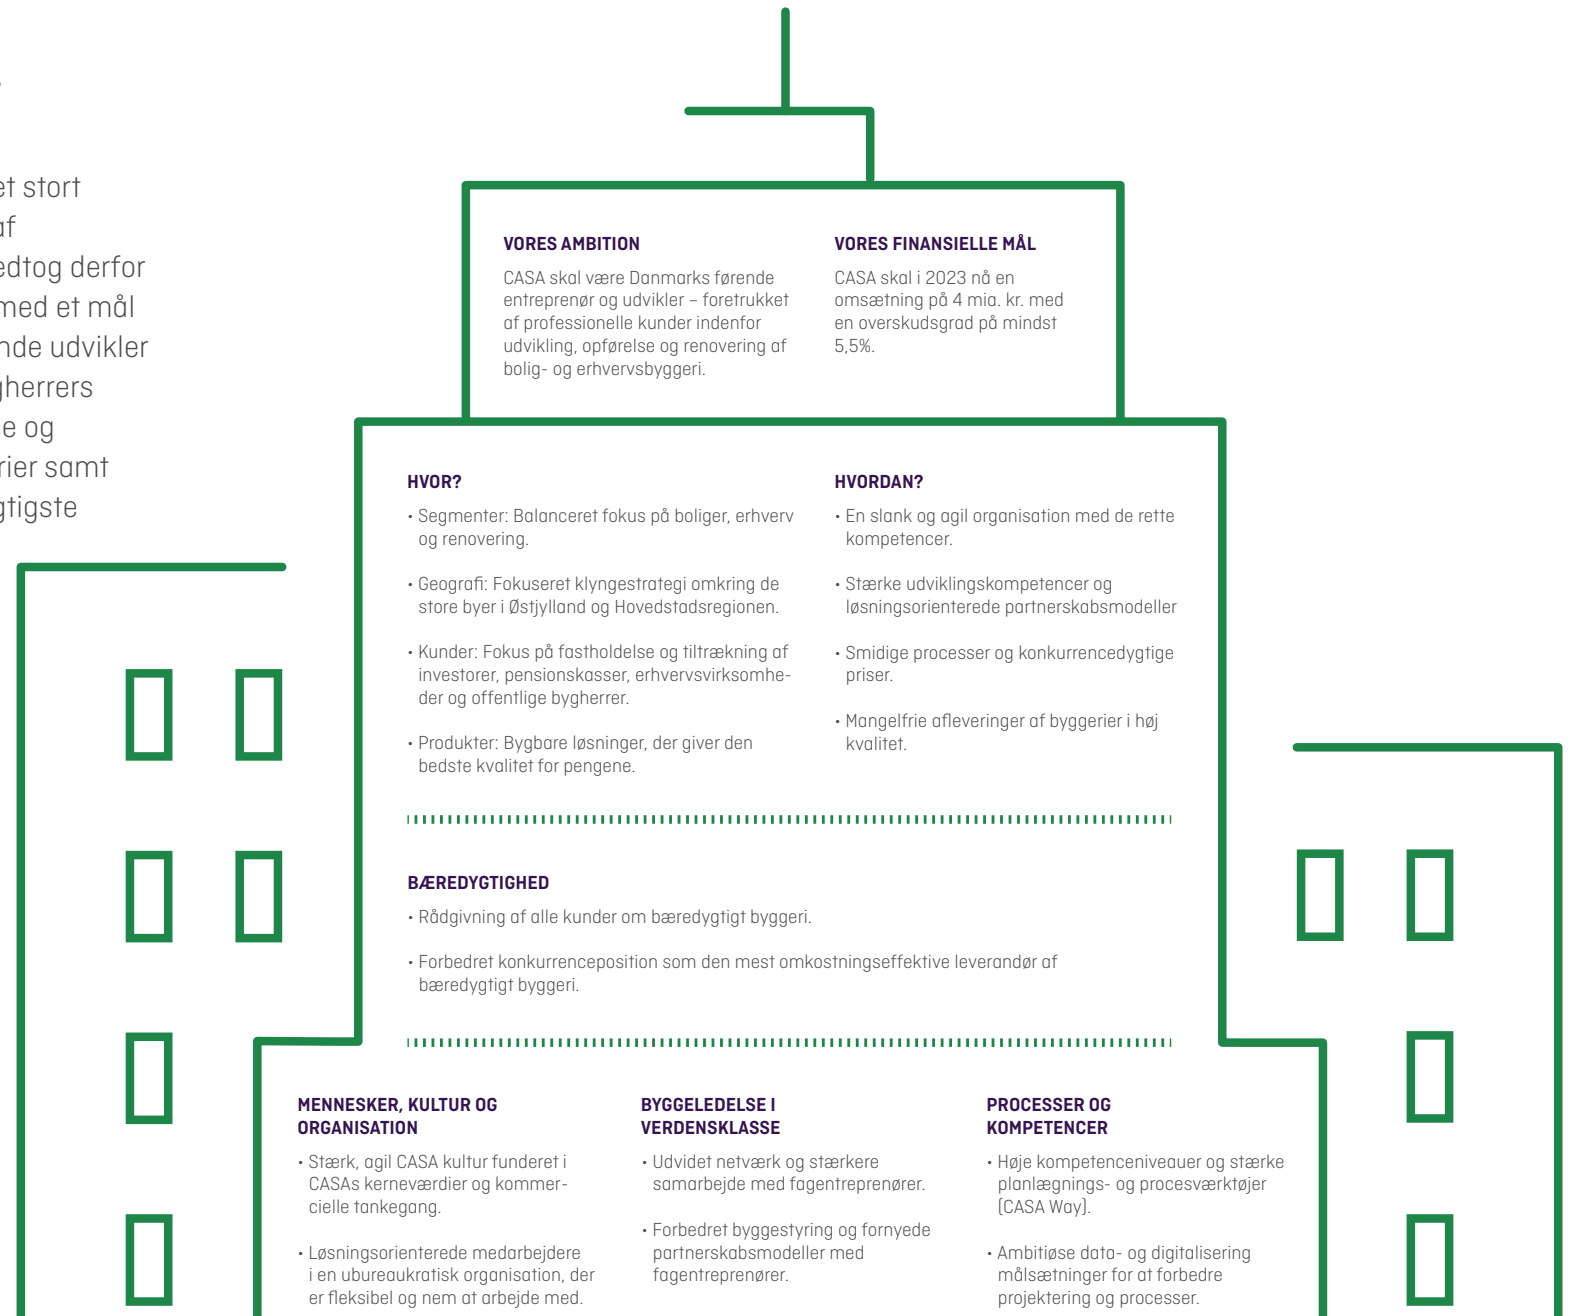 et stort
af
edtog derfor
med et mål
nde udvikler
gherrers
e og
rier samt
gtigste
VORES AMBITION
CASA skal være Danmarks førende
entreprenør og udvikler – foretrukket
af professionelle kunder indenfor
udvikling, opførelse og renovering af
bolig- og erhvervsbyggeri.
VORES FINANSIELLE MÅL
CASA skal i 2023 nå en
omsætning på 4 mia. kr. med
en overskudsgrad på mindst
5,5%.
HVOR?
• Segmenter: Balanceret fokus på boliger, erhverv
og renovering.
• Geografi: Fokuseret klyngestrategi omkring de
store byer i Østjylland og Hovedstadsregionen.
• Kunder: Fokus på fastholdelse og tiltrækning af
investorer, pensionskasser, erhvervsvirksomhe-
der og offentlige bygherrer.
• Produkter: Bygbare løsninger, der giver den
bedste kvalitet for pengene.
HVORDAN?
• En slank og agil organisation med de rette
kompetencer.
• Stærke udviklingskompetencer og
løsningsorienterede partnerskabsmodeller
• Smidige processer og konkurrencedygtige
priser.
• Mangelfrie afleveringer af byggerier i høj
kvalitet.
BÆREDYGTIGHED
• Rådgivning af alle kunder om bæredygtigt byggeri.
• Forbedret konkurrenceposition som den mest omkostningseffektive leverandør af
bæredygtigt byggeri.
MENNESKER, KULTUR OG
ORGANISATION
• Stærk, agil CASA kultur funderet i
CASAs kerneværdier og kommer-
cielle tankegang.
• Løsningsorienterede medarbejdere
i en ubureaukratisk organisation, der
er fleksibel og nem at arbejde med.
BYGGELEDELSE I
VERDENSKLASSE
• Udvidet netværk og stærkere
samarbejde med fagentreprenører.
• Forbedret byggestyring og fornyede
partnerskabsmodeller med
fagentreprenører.
PROCESSER OG
KOMPETENCER
• Høje kompetenceniveauer og stærke
planlægnings- og procesværktøjer
(CASA Way).
• Ambitiøse data- og digitalisering
målsætninger for at forbedre
projektering og processer.